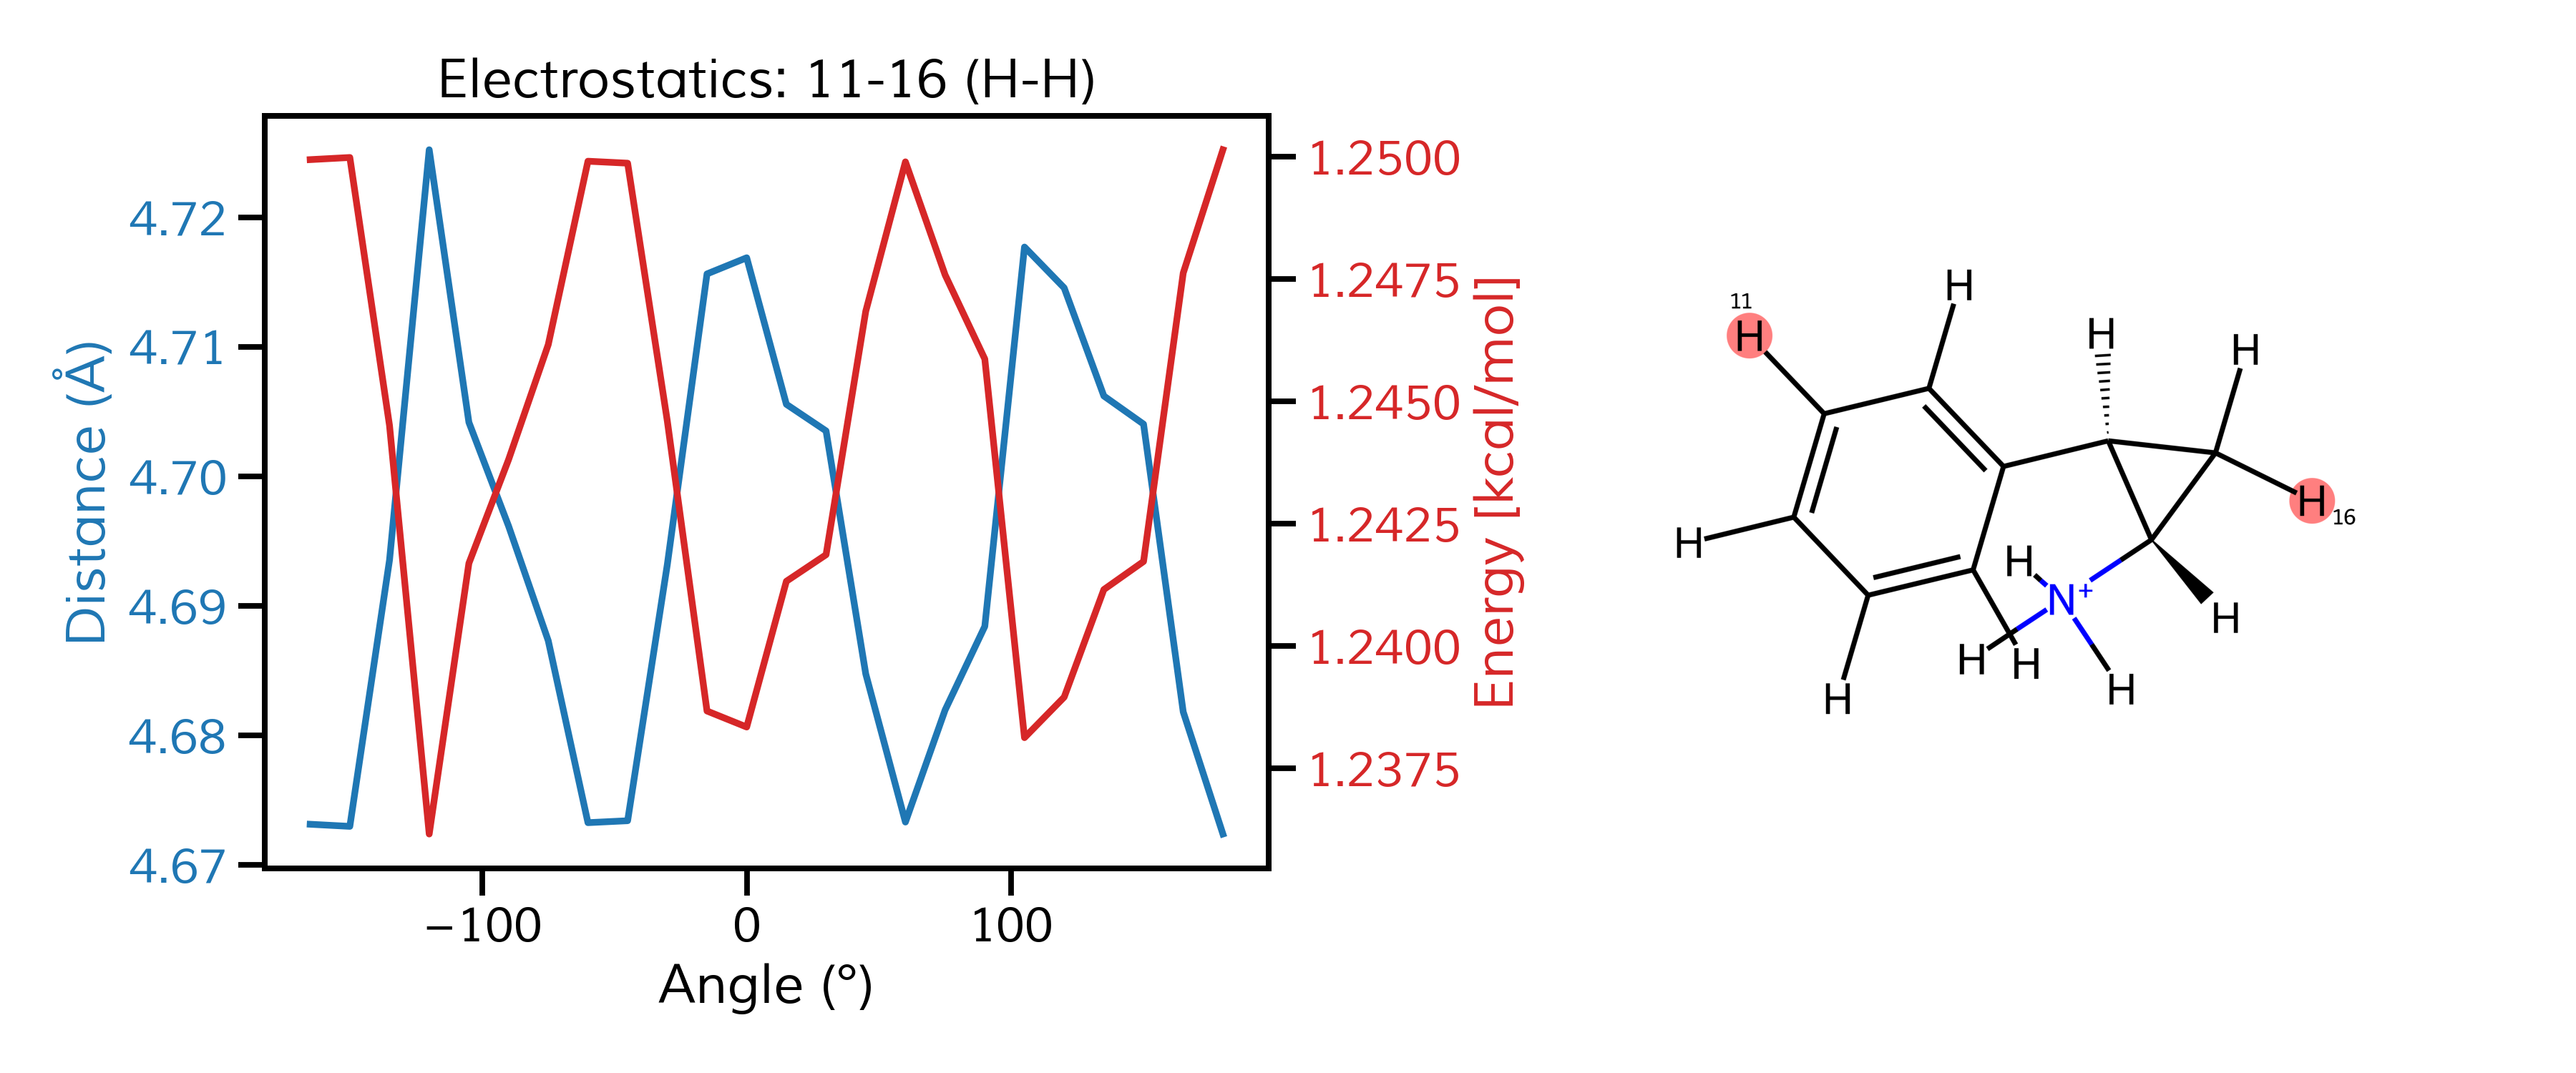 Electrostatics: 11-16 (H-H)
Distance (Å)
4.72
4.71
4.70
4.69
4.68
4.67
−100
0
100
Angle (°)
1.2500
1.2475
1.2450
1.2425
1.2400
1.2375
Energy [kcal/mol]
H
11
H
H
H
H
16
H
H
N+
H
H
H
H
H